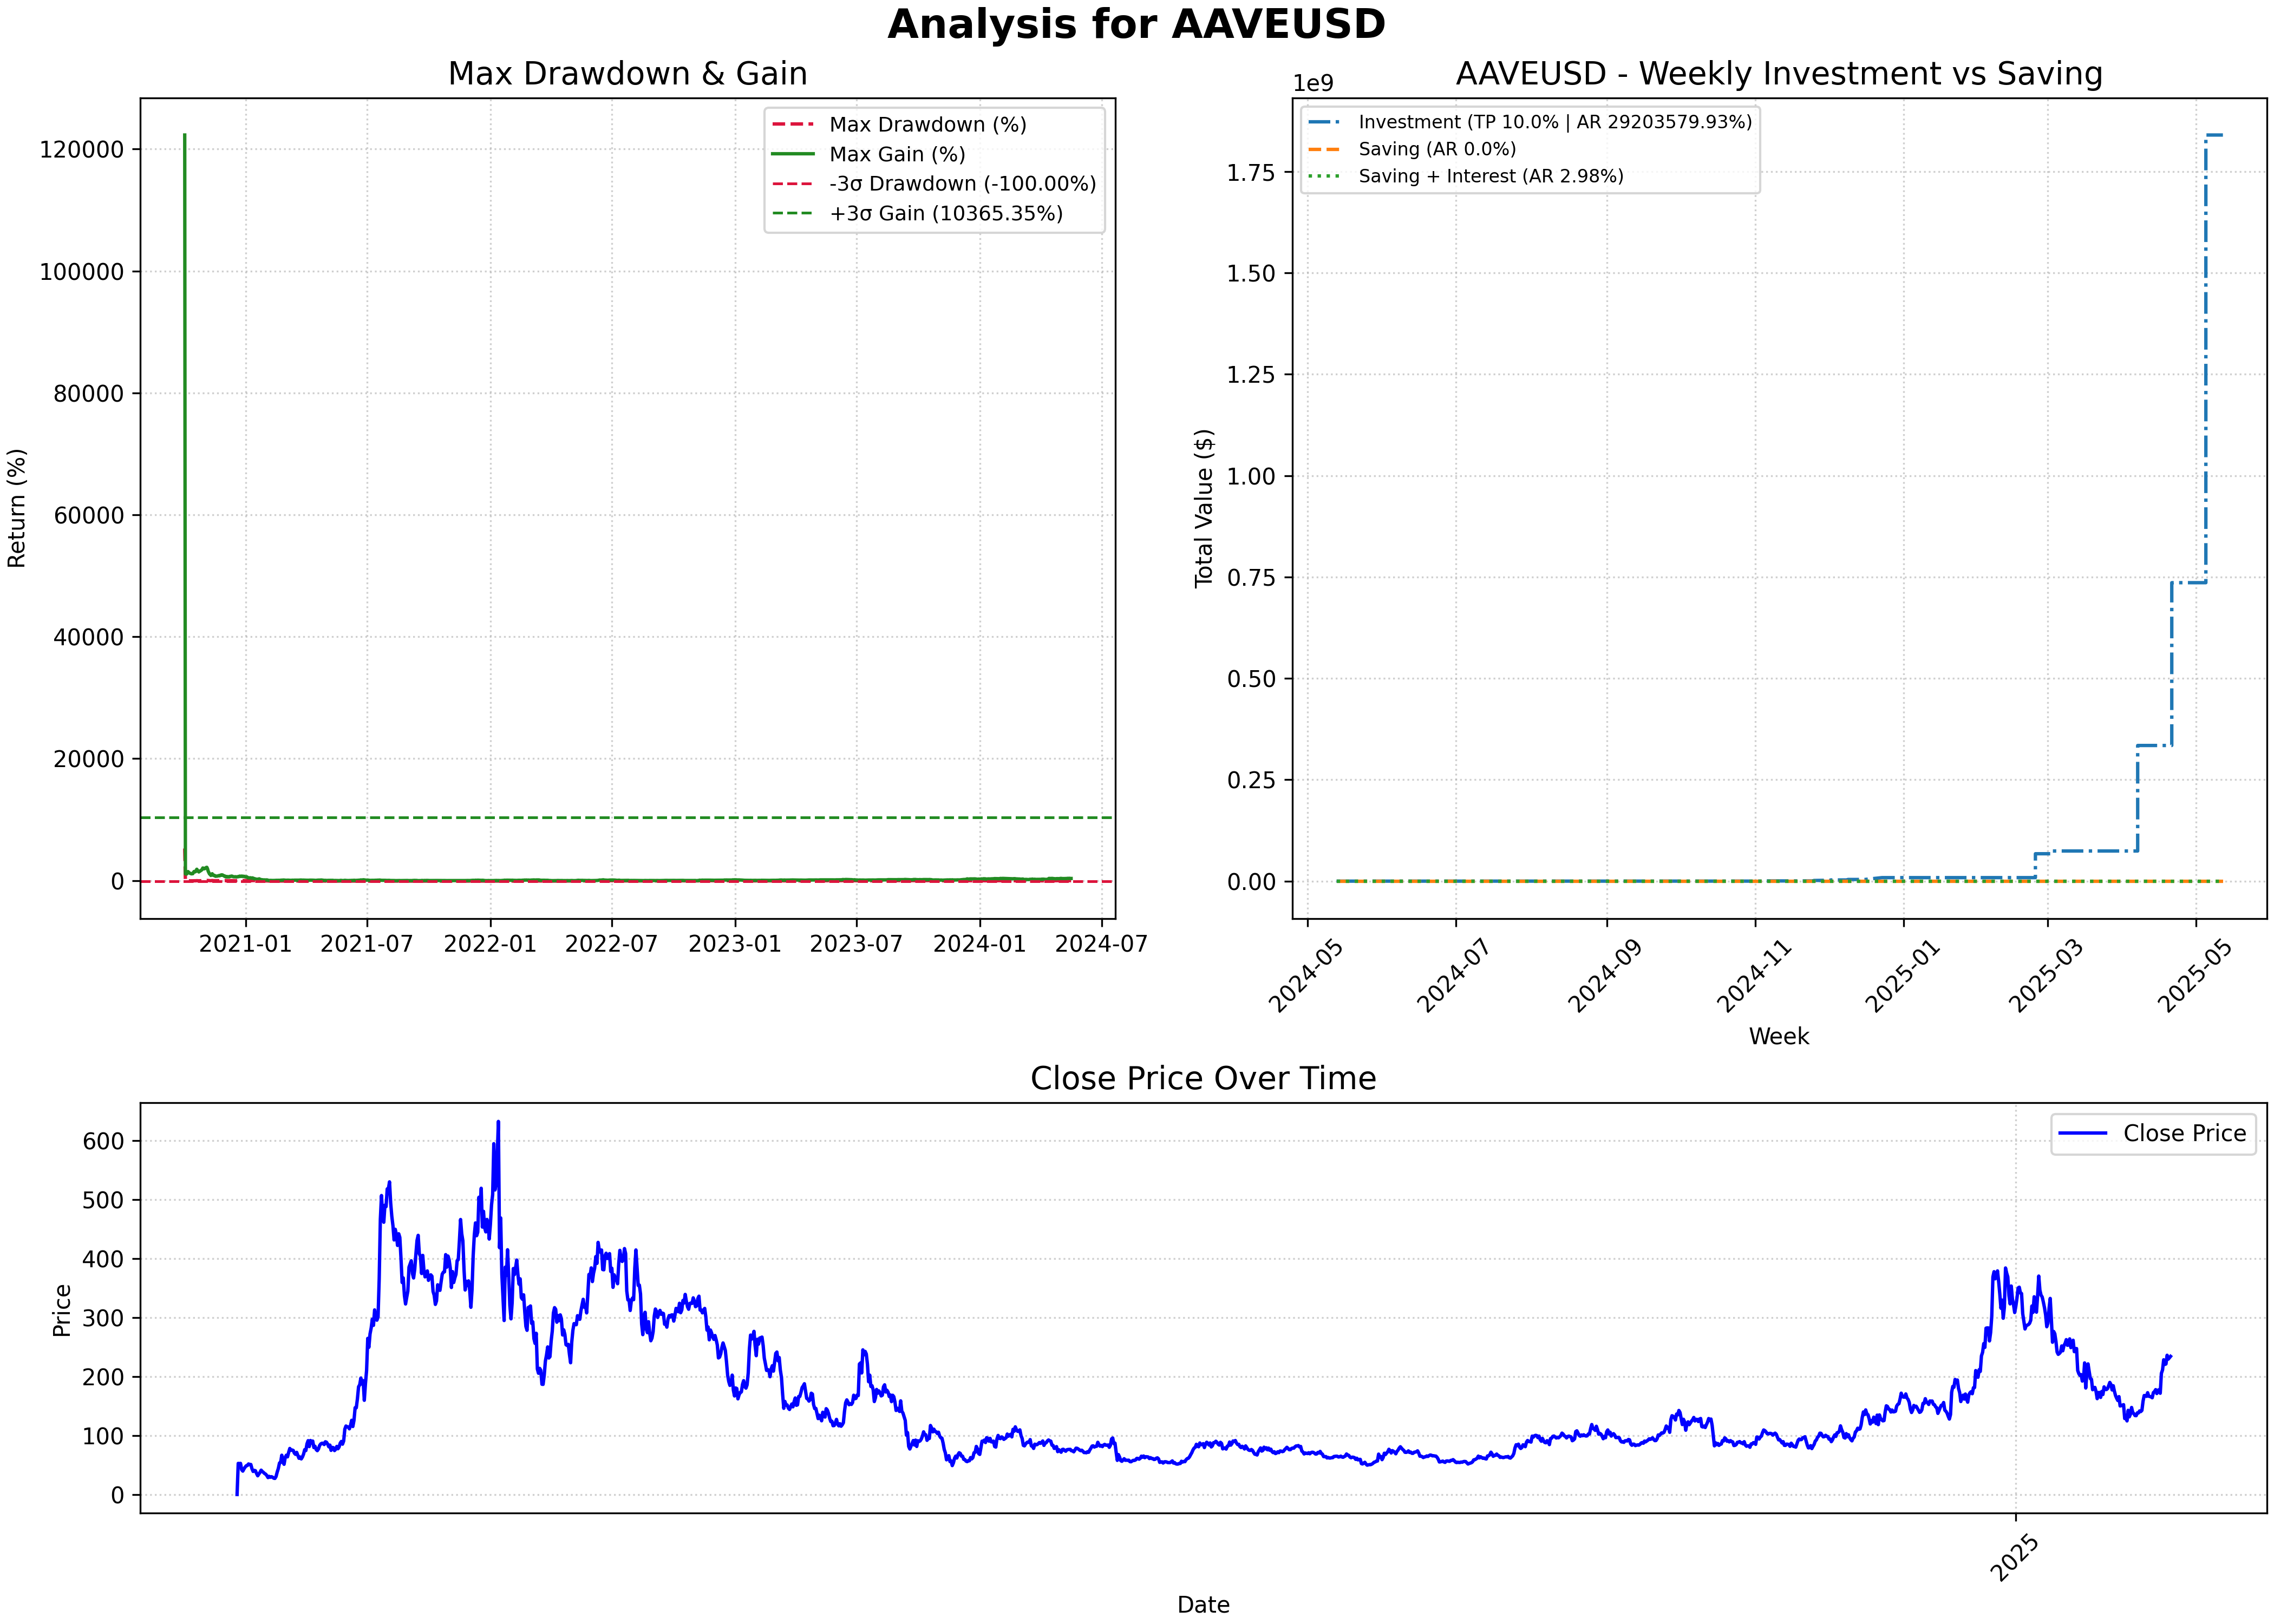 Analysis for AAVEUSD
Max Drawdown & Gain
Return (%)
120000
100000
80000
60000
40000
20000
0
Max Drawdown (%)
Max Gain (%)
-3σ Drawdown (-100.00%)
+3σ Gain (10365.35%)
2021-01 2021-07 2022-01 2022-07 2023-01 2023-07 2024-01 2024-07
AAVEUSD - Weekly Investment vs Saving
1e9
Total Value ($)
1.75
1.50
1.25
1.00
0.75
0.50
0.25
0.00
Investment (TP 10.0% | AR 29203579.93%)
Saving (AR 0.0%)
Saving + Interest (AR 2.98%)
2024-05 2024-07 2024-09 2024-11 2025-01 2025-03 2025-05
Week
Close Price Over Time
Price
600
500
400
300
200
100
0
Close Price
2025
Date